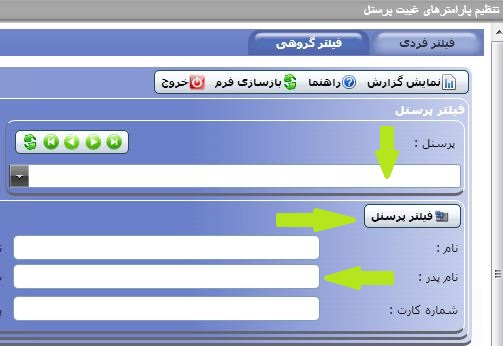 تنظیم پارامترهای غیبت پرسنل
فیلتر فردی فیلتر گروهی
نمایش گزارش راهنما بازسازی فرم خروج
فیلتر پرسنل
پرسنل :
فیلتر پرسنل
نام :
نام پدر :
شماره کارت :